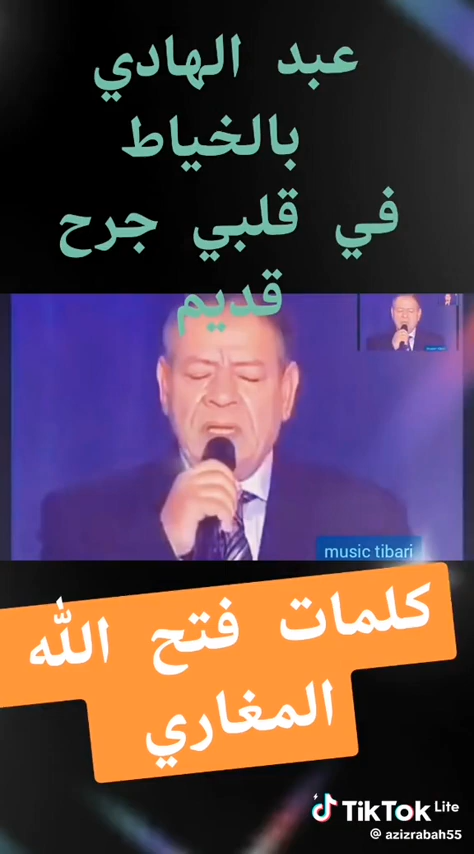 عبد الهادي
بالخياط
في قلبي جرح
قديم
music tibari
كلمات فتح الله
المغاري
TikTok Lite
@ azizrabah55